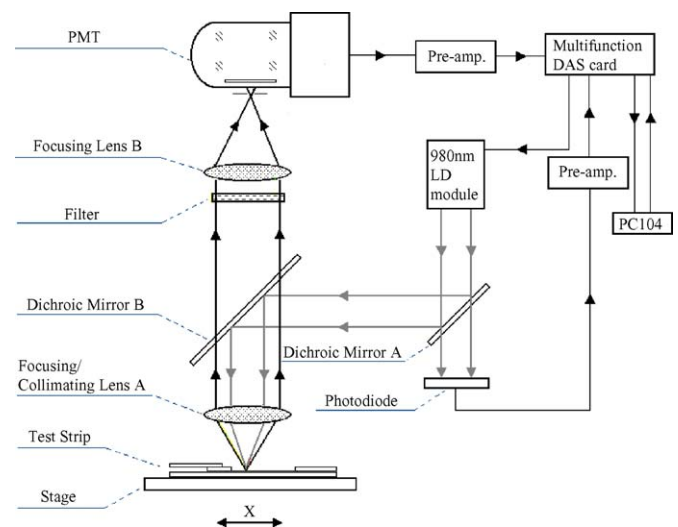 PMT
Pre-amp.
Multifunction
DAS card
Focusing Lens B
980nm
LD
module
Pre-amp.
Filter
PC104
Dichroic Mirror B
Dichroic Mirror A
Focusing/
Collimating Lens A
Photodiode
Test Strip
Stage
X